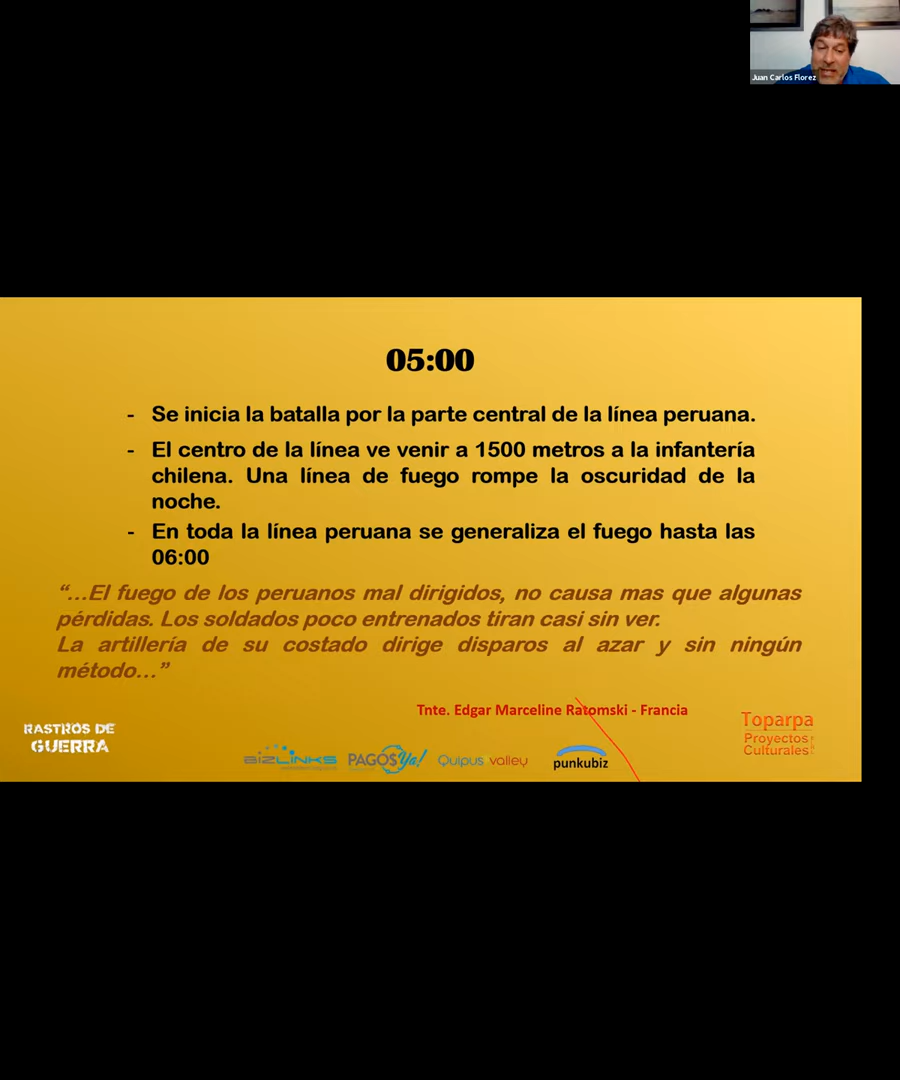 Juan Carlos Florez
05:00
- Se inicia la batalla por la parte central de la línea peruana.
- El centro de la línea ve venir a 1500 metros a la infantería
chilena. Una línea de fuego rompe la oscuridad de la
noche.
- En toda la línea peruana se generaliza el fuego hasta las
06:00
“...El fuego de los peruanos mal dirigidos, no causa mas que algunas
pérdidas. Los soldados poco entrenados tiran casi sin ver.
La artillería de su costado dirige disparos al azar y sin ningún
método...”
Tnte. Edgar Marceline Ratomski - Francia
RASTROS DE
GUERRA
BIZLINKS
PAGOS Ya!
Quipus valley
punkubiz
Toparpa
Proyectos
Culturales